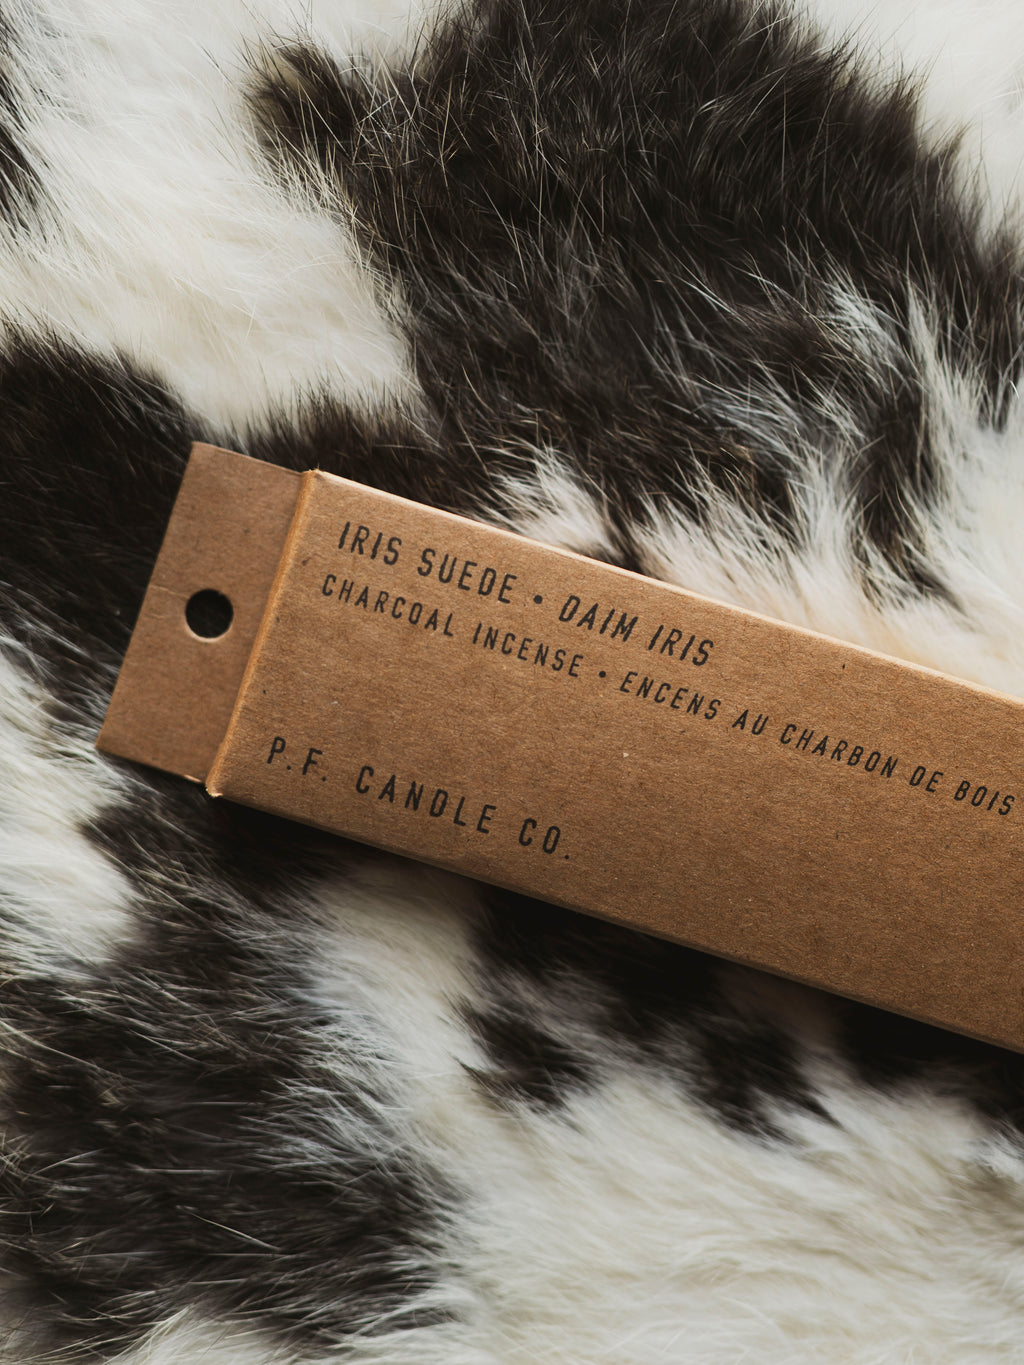 IRIS SUEDE • DAIM IRIS
CHARCOAL INCENSE • ENCENS AU CHARBON DE BOIS
P.F. CANDLE CO.